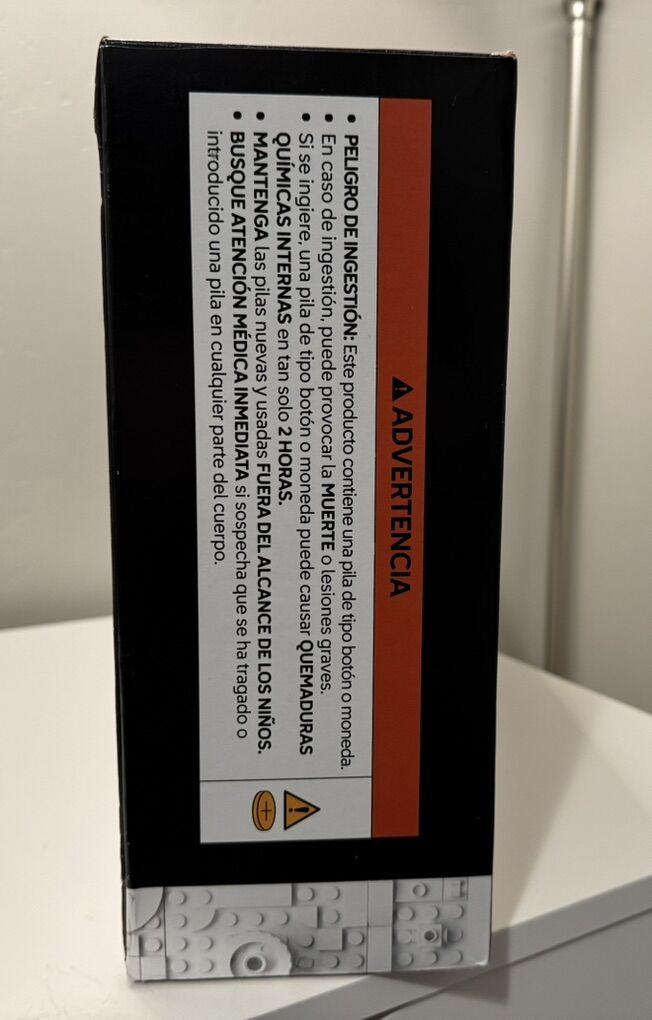 ⚠ ADVERTENCIA
• PELIGRO DE INGESTIÓN: Este producto contiene una pila de tipo botón o moneda.
• En caso de ingestión, puede provocar la MUERTE o lesiones graves.
• Si se ingiere, una pila de tipo botón o moneda puede causar QUEMADURAS
QUÍMICAS INTERNAS en tan solo 2 HORAS.
• MANTENGA las pilas nuevas y usadas FUERA DEL ALCANCE DE LOS NIÑOS.
• BUSQUE ATENCIÓN MÉDICA INMEDIATA si sospecha que se ha tragado o
introducido una pila en cualquier parte del cuerpo.